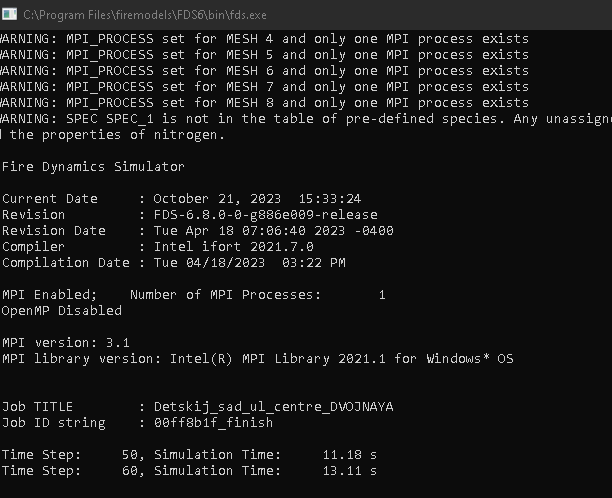 C:\Program Files\firemodels\FDS6\bin\fds.exe
WARNING: MPI_PROCESS set for MESH 4 and only one MPI process exists
WARNING: MPI_PROCESS set for MESH 5 and only one MPI process exists
WARNING: MPI_PROCESS set for MESH 6 and only one MPI process exists
WARNING: MPI_PROCESS set for MESH 7 and only one MPI process exists
WARNING: MPI_PROCESS set for MESH 8 and only one MPI process exists
WARNING: SPEC SPEC_1 is not in the table of pre-defined species. Any unassigne
d the properties of nitrogen.
Fire Dynamics Simulator
Current Date     : October 21, 2023  15:33:24
Revision         : FDS-6.8.0-0-g886e009-release
Revision Date    : Tue Apr 18 07:06:40 2023 -0400
Compiler         : Intel ifort 2021.7.0
Compilation Date : Tue 04/18/2023  03:22 PM
MPI Enabled;    Number of MPI Processes:       1
OpenMP Disabled
MPI version: 3.1
MPI library version: Intel(R) MPI Library 2021.1 for Windows* OS
Job TITLE        : Detskij_sad_ul_centre_DVOJNAYA
Job ID string    : 00ff8b1f_finish
Time Step:     50, Simulation Time:     11.18 s
Time Step:     60, Simulation Time:     13.11 s